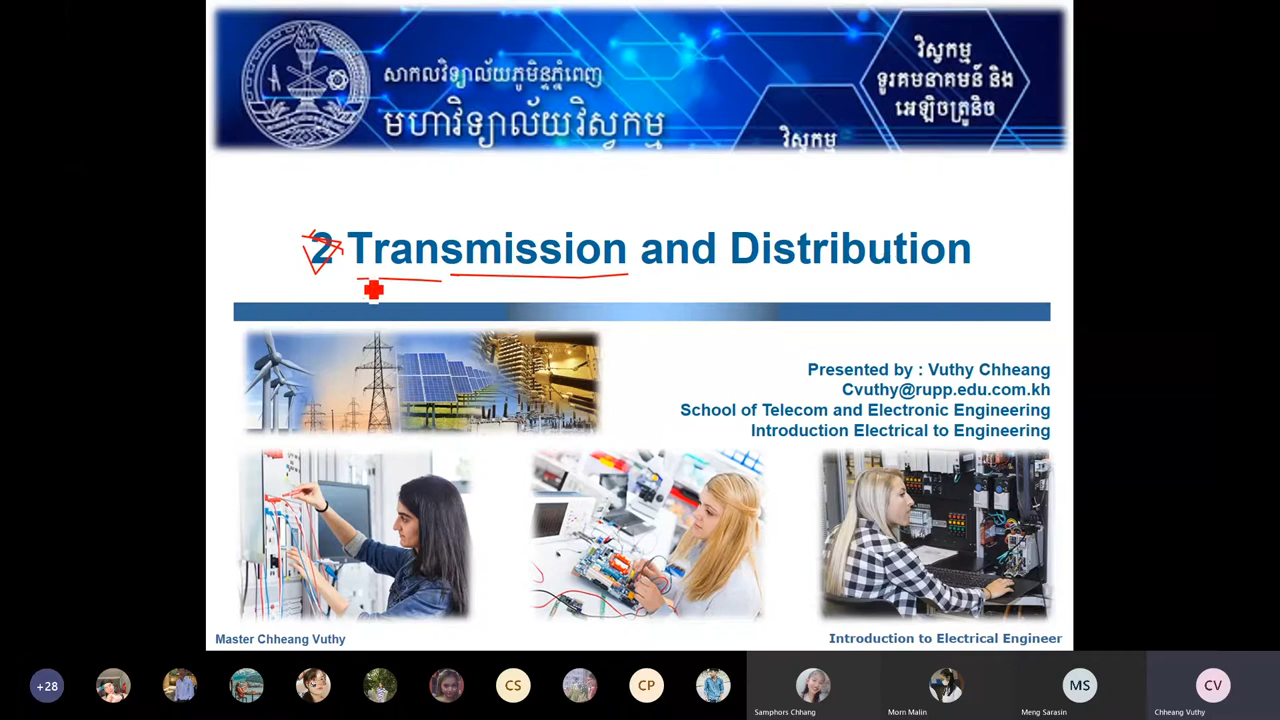 សាកលវិទ្យាល័យភូមិន្ទភ្នំពេញ
មហាវិទ្យាល័យវិស្វកម្ម
វិស្វកម្ម
ទូរគមនាគមន៍ និង
អេឡិចត្រូនិច
វិស្វកម្ម
2 Transmission and Distribution
Presented by : Vuthy Chheang
Cvuthy@rupp.edu.com.kh
School of Telecom and Electronic Engineering
Introduction Electrical to Engineering
Master Chheang Vuthy
Introduction to Electrical Engineer
+28
CS
CP
MS
CV
Samphors Chhang
Morn Malin
Meng Sarasin
Chheang Vuthy